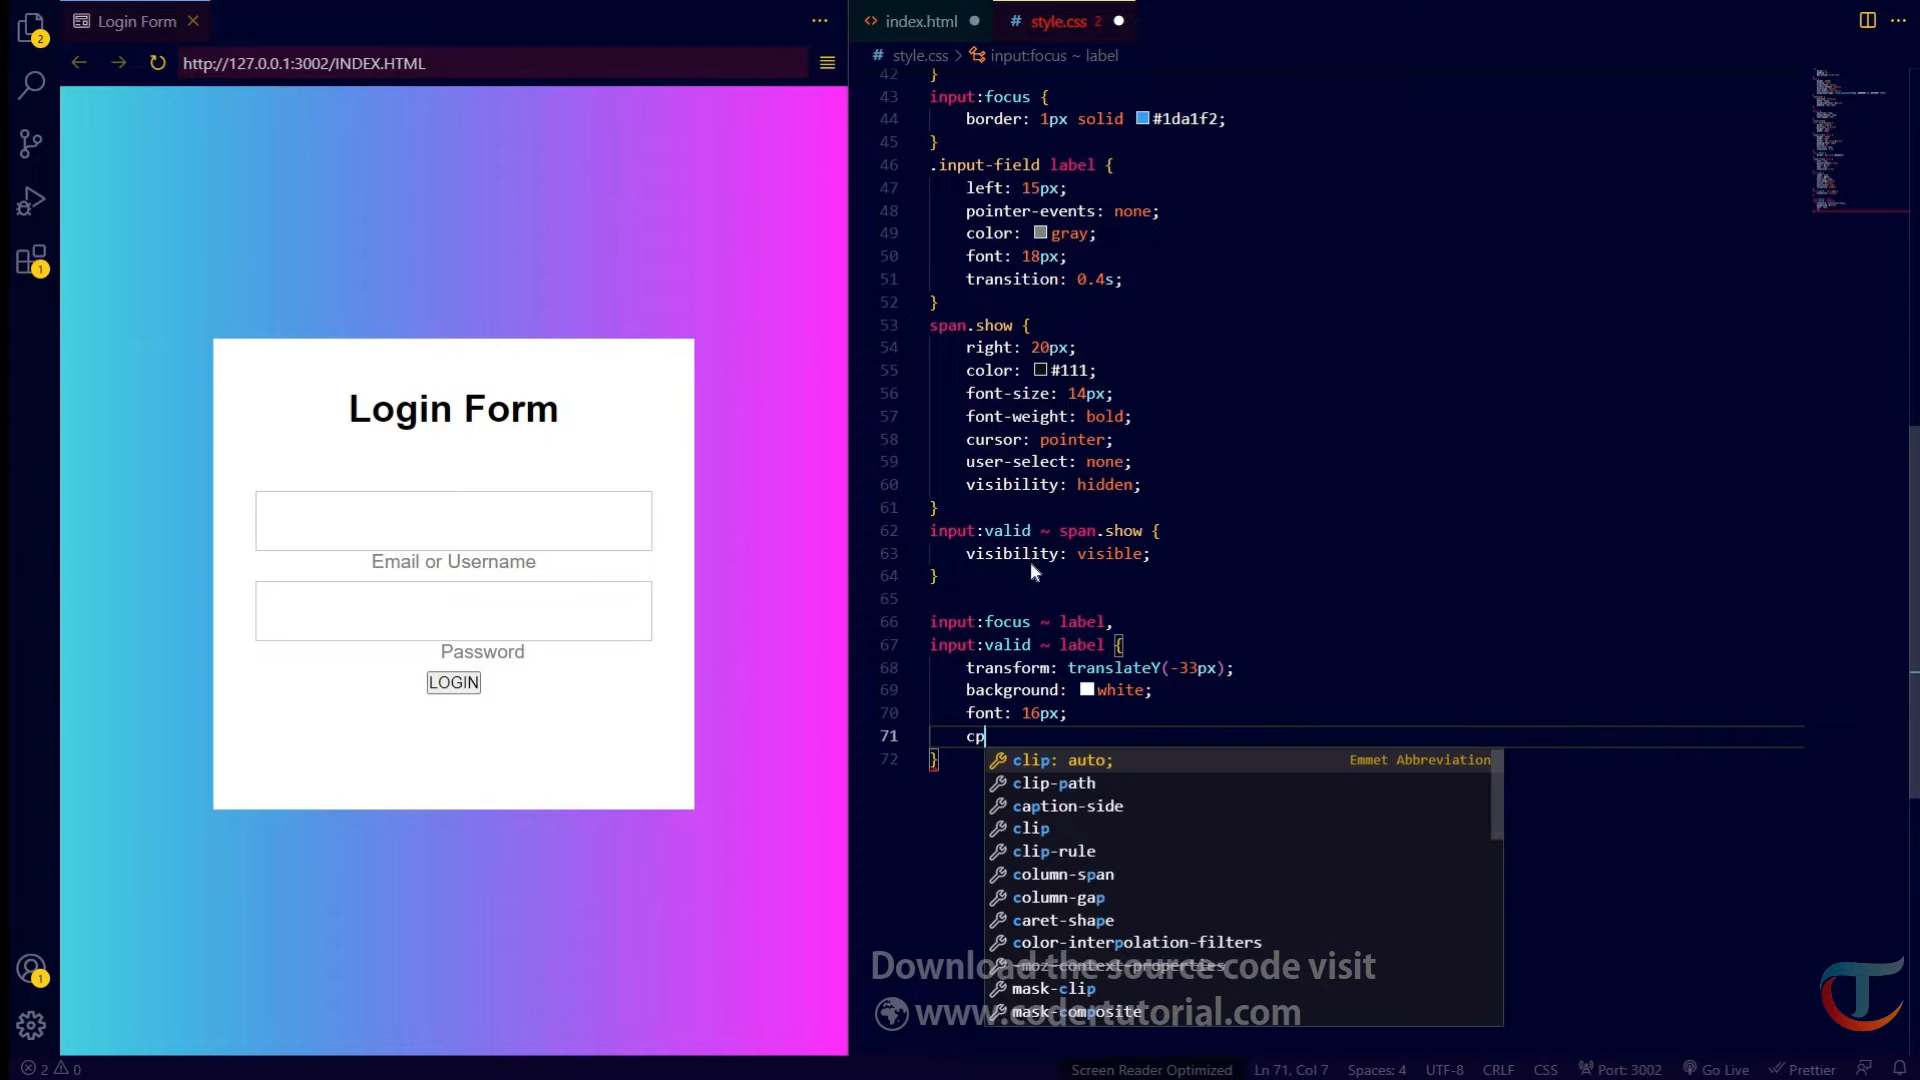 2
Login Form
···
index.html
# style.css 2
···
http://127.0.0.1:3002/INDEX.HTML
# style.css > input:focus ~ label
42 }
43 input:focus {
44 border: 1px solid #1da1f2;
45 }
46 .input-field label {
47 left: 15px;
48 pointer-events: none;
49 color: gray;
50 font: 18px;
51 transition: 0.4s;
52 }
53 span.show {
54 right: 20px;
55 color: #111;
56 font-size: 14px;
57 font-weight: bold;
58 cursor: pointer;
59 user-select: none;
60 visibility: hidden;
61 }
62 input:valid ~ span.show {
63 visibility: visible;
64 }
65
66 input:focus ~ label,
67 input:valid ~ label {
68 transform: translateY(-33px);
69 background: white;
70 font: 16px;
71 cp
72 }
clip: auto; Emmet Abbreviation
clip-path
caption-side
clip
clip-rule
column-span
column-gap
caret-shape
color-interpolation-filters
-moz-context-properties
mask-clip
mask-composite
1
Login Form
Email or Username
Password
LOGIN
1
Download the source code visit
www.codertutorial.com
2 0
Screen Reader Optimized
Ln 71, Col 7
Spaces: 4
UTF-8
CRLF
CSS
Port: 3002
Go Live
Prettier